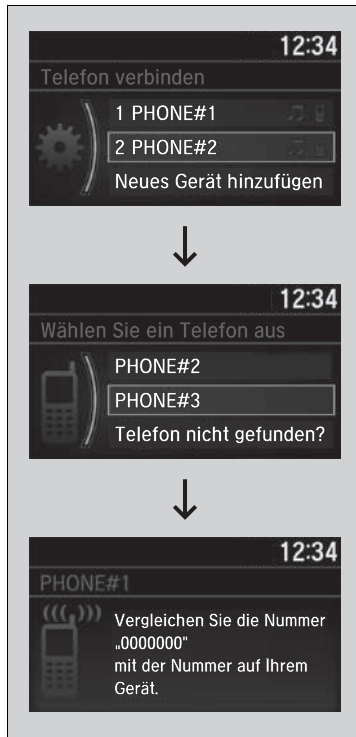 12:34
Telefon verbinden
1 PHONE#1
2 PHONE#2
Neues Gerät hinzufügen
12:34
Wählen Sie ein Telefon aus
PHONE#2
PHONE#3
Telefon nicht gefunden?
12:34
PHONE#1
Vergleichen Sie die Nummer
„0000000"
mit der Nummer auf Ihrem
Gerät.